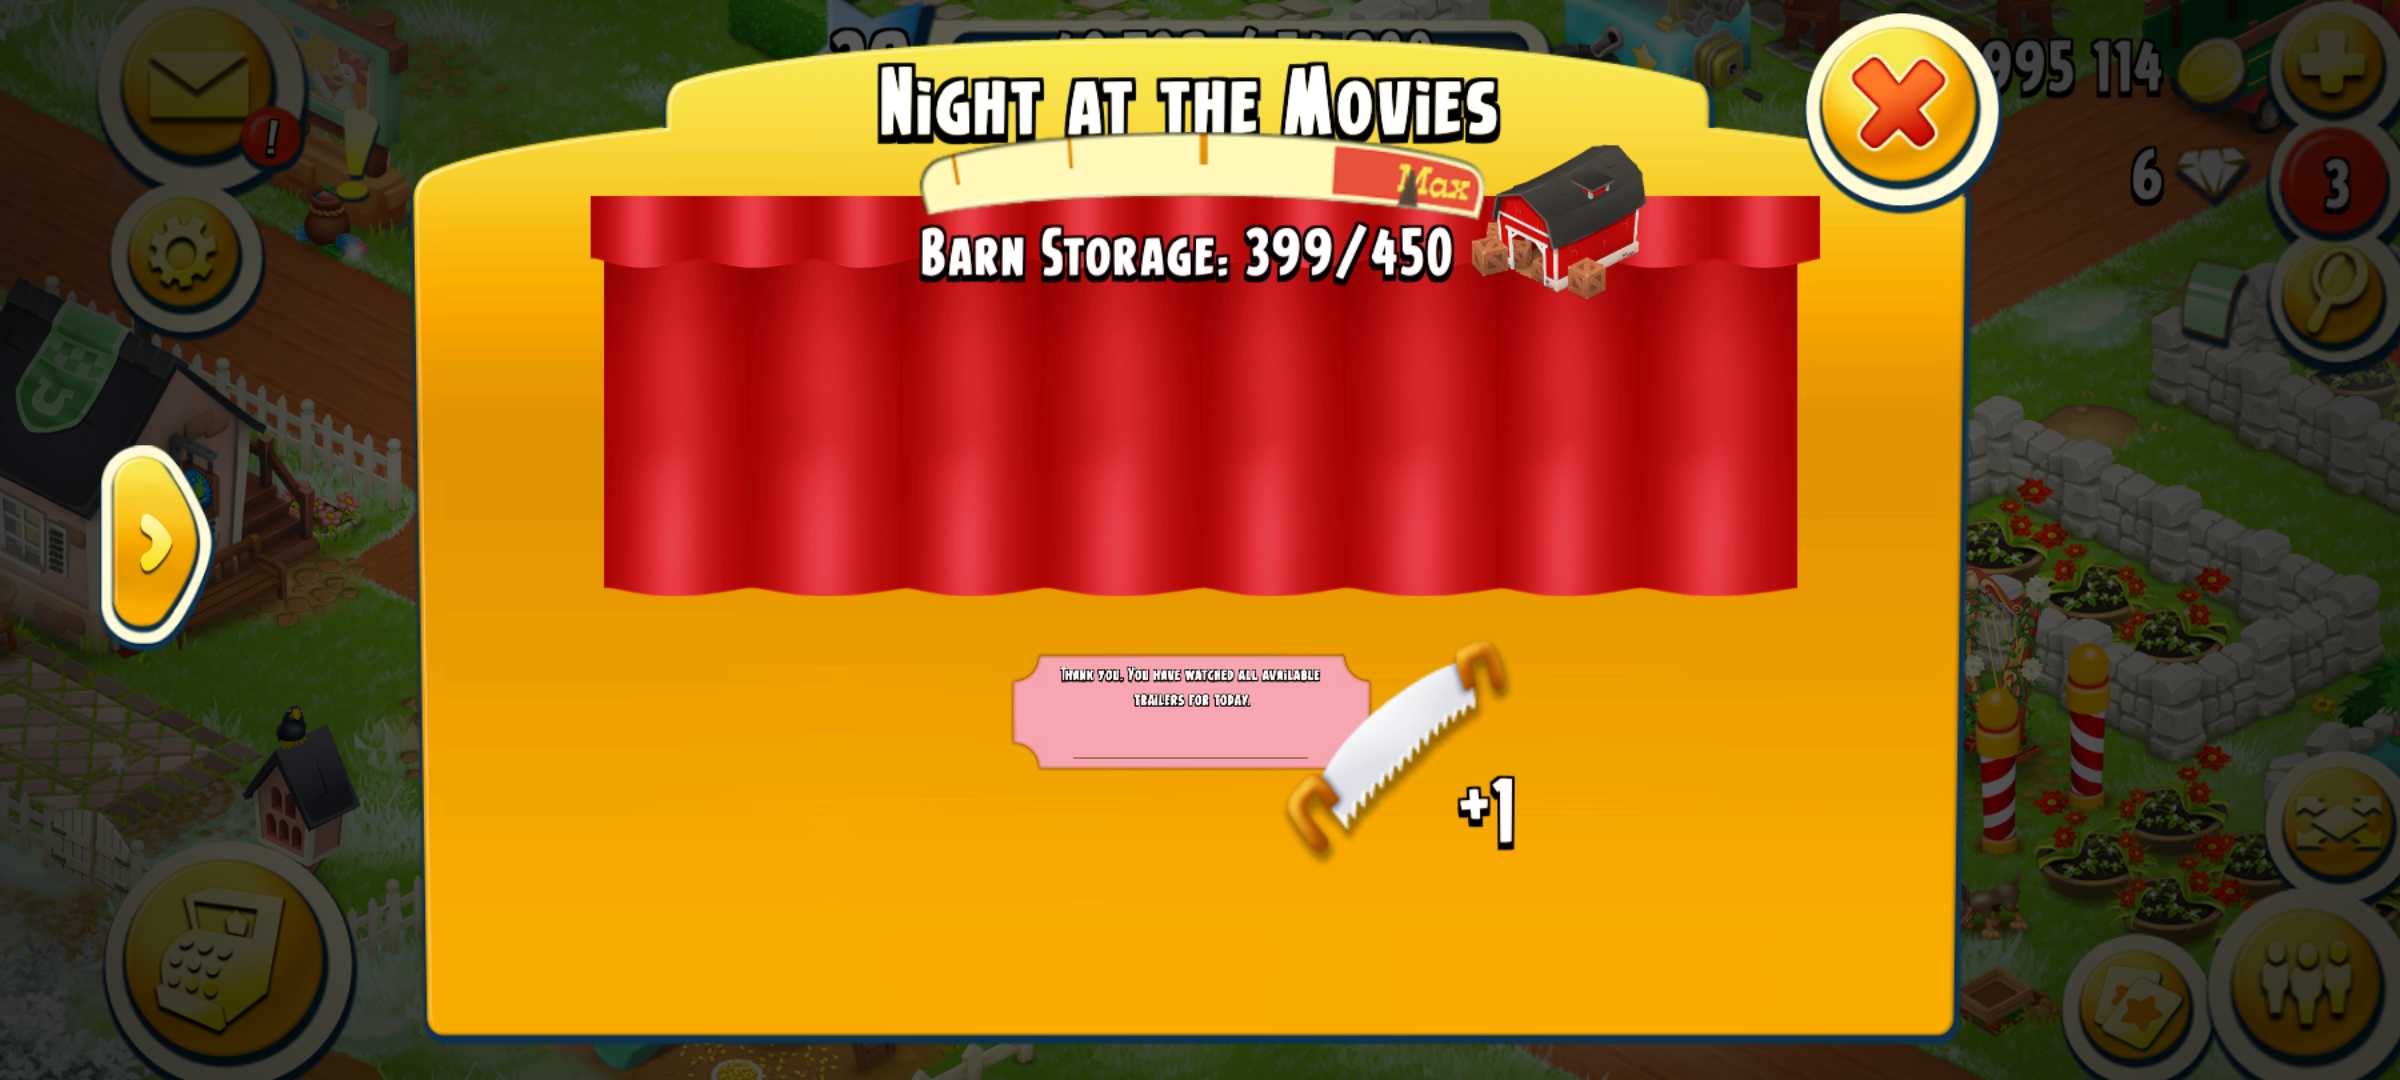 Night at the Movies
995 114
Max
6
3
Barn Storage: 399/450
Thank you. You have watched all available
trailers for today.
+1